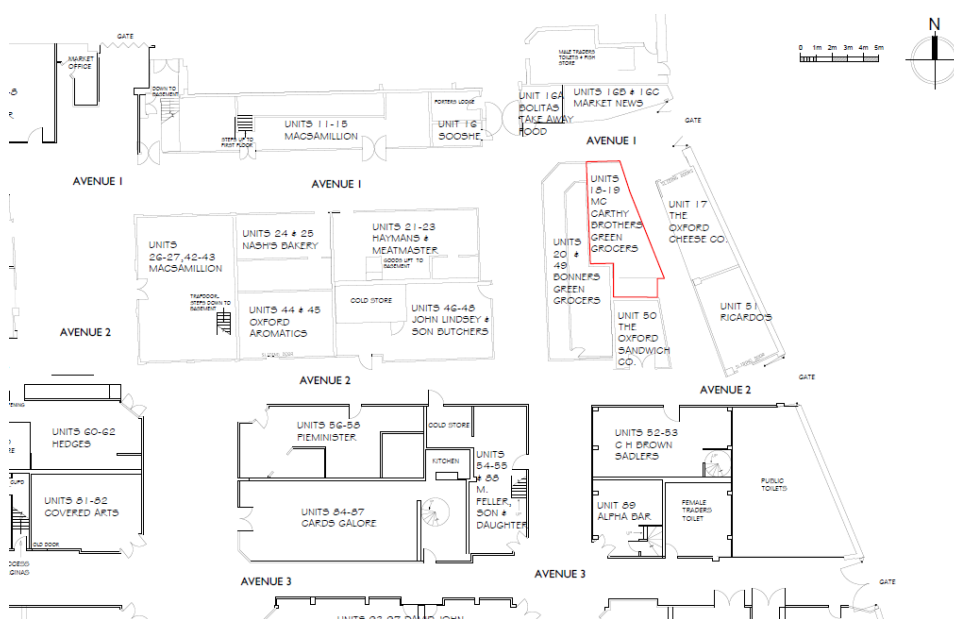 N
0 1m 2m 3m 4m 5m
GATE
MARKET
OFFICE
MALE TRADERS
TOILETS & FISH
STORE
DOWN TO
BASEMENT
UNITS 11-15
MACSAMILLION
STEPS UP TO
FIRST FLOOR
PORTERS LODGE
UNIT 16
SOOSHE
UNIT 16A
BOLITAS
TAKE AWAY
FOOD
UNITS 16B & 16C
MARKET NEWS
GATE
AVENUE 1
AVENUE 1
AVENUE 1
UNITS
18-19
MC
CARTHY
BROTHERS
GREEN
GROCERS
SLIDING DOORS
UNIT 17
THE
OXFORD
CHEESE CO.
UNITS
26-27,42-43
MACSAMILLION
UNITS 24 & 25
NASH'S BAKERY
UNITS 21-23
HAYMANS &
MEATMASTER
GOODS LIFT TO
BASEMENT
UNITS
20 &
49
BONNERS
GREEN
GROCERS
TRAPDOOR,
STEPS DOWN TO
BASEMENT
UNITS 44 & 45
OXFORD
AROMATICS
COLD STORE
UNITS 46-48
JOHN LINDSEY &
SON BUTCHERS
UNIT 50
THE
OXFORD
SANDWICH
CO.
UNIT 51
RICARDOS
AVENUE 2
AVENUE 2
AVENUE 2
GATE
UNITS 60-62
HEDGES
UNITS 56-58
PIEMINISTER
COLD STORE
KITCHEN
UNITS
54-55
& 88
M.
FELLER,
SON &
DAUGHTER
UNITS 52-53
C H BROWN
SADLERS
PUBLIC
TOILETS
UNITS 81-82
COVERED ARTS
OLD DOOR
UNITS 84-87
CARDS GALORE
UNIT 89
ALPHA BAR
FEMALE
TRADERS
TOILET
AVENUE 3
AVENUE 3
GATE